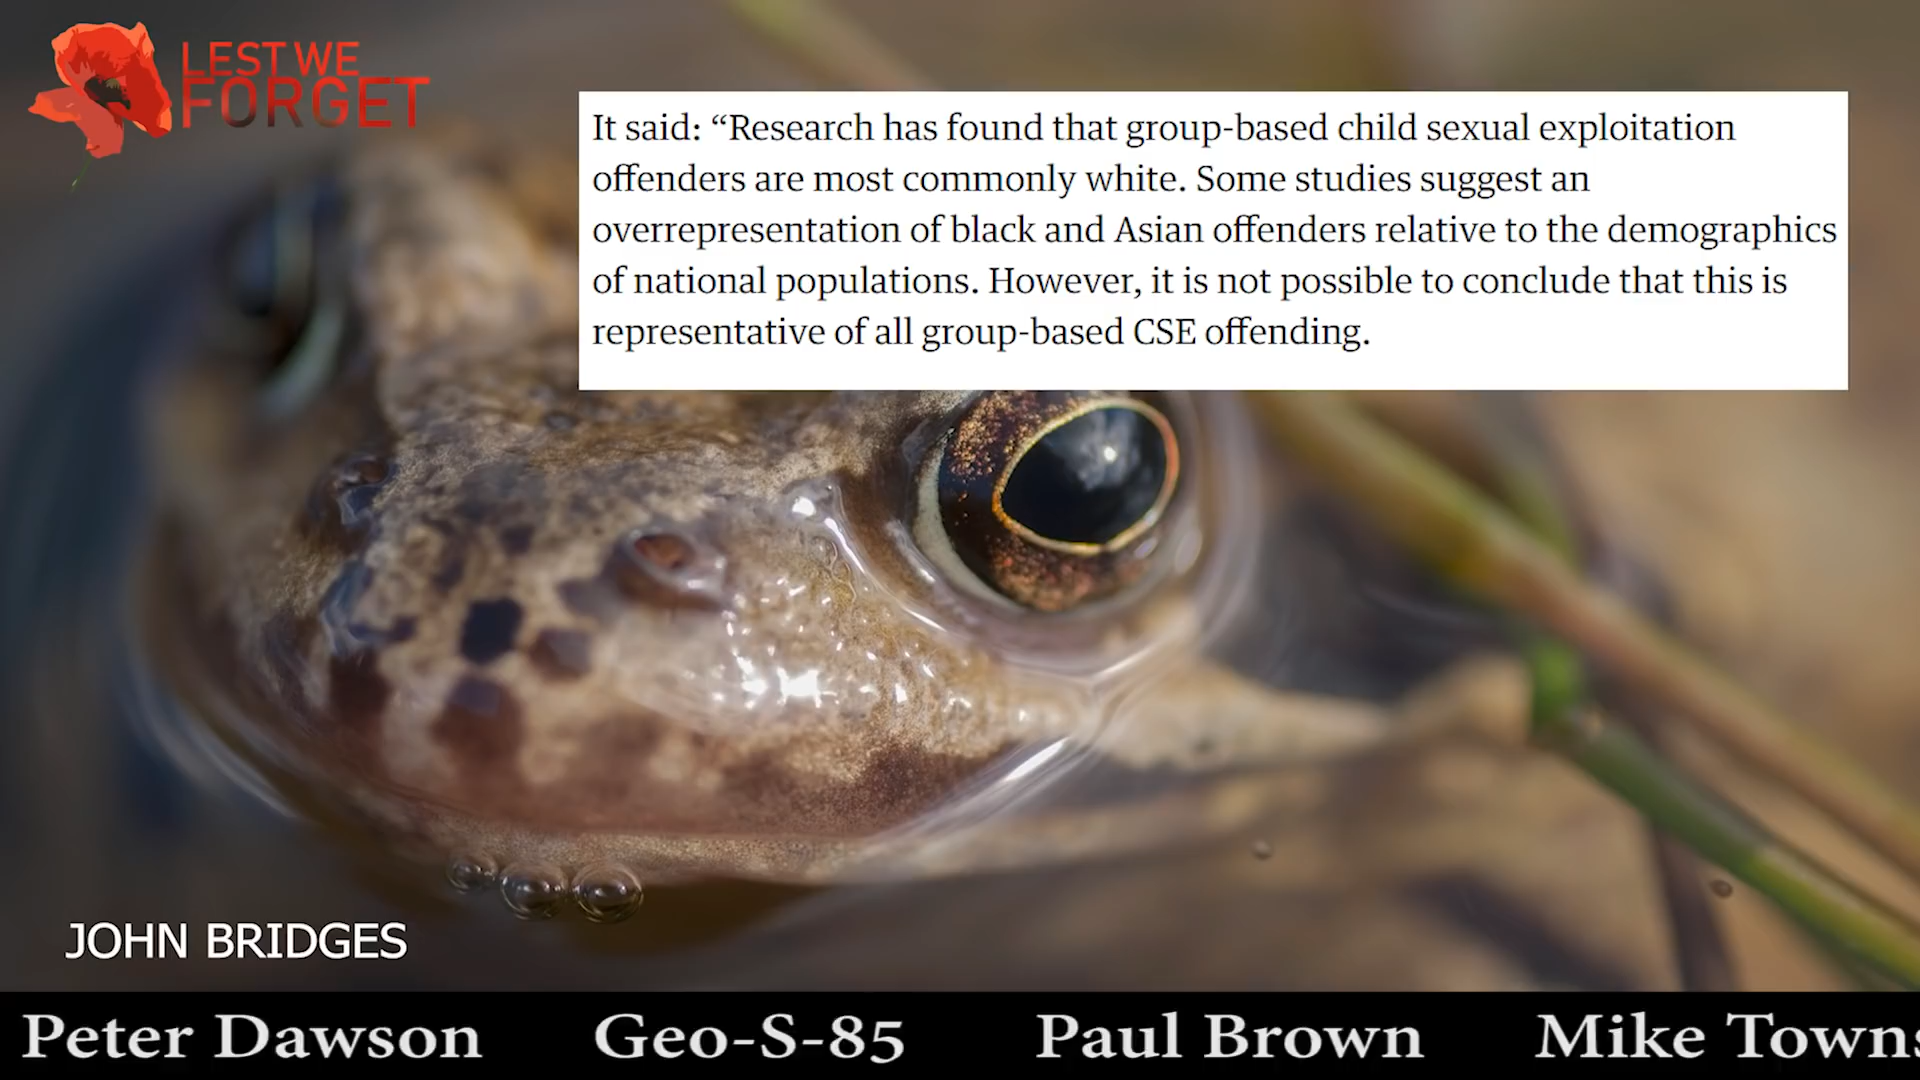 LEST WE
FORGET
It said: “Research has found that group-based child sexual exploitation
offenders are most commonly white. Some studies suggest an
overrepresentation of black and Asian offenders relative to the demographics
of national populations. However, it is not possible to conclude that this is
representative of all group-based CSE offending.
JOHN BRIDGES
Peter Dawson Geo-S-85 Paul Brown Mike Towns